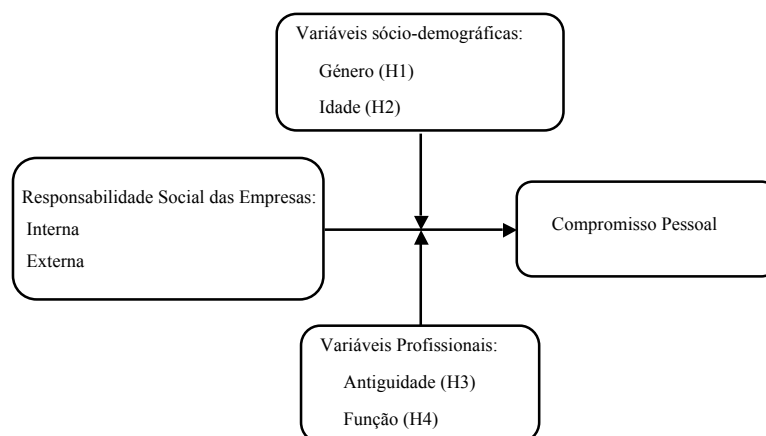 Variáveis sócio-demográficas:
Género (H1)
Idade (H2)
Responsabilidade Social das Empresas:
Interna
Externa
Compromisso Pessoal
Variáveis Profissionais:
Antiguidade (H3)
Função (H4)